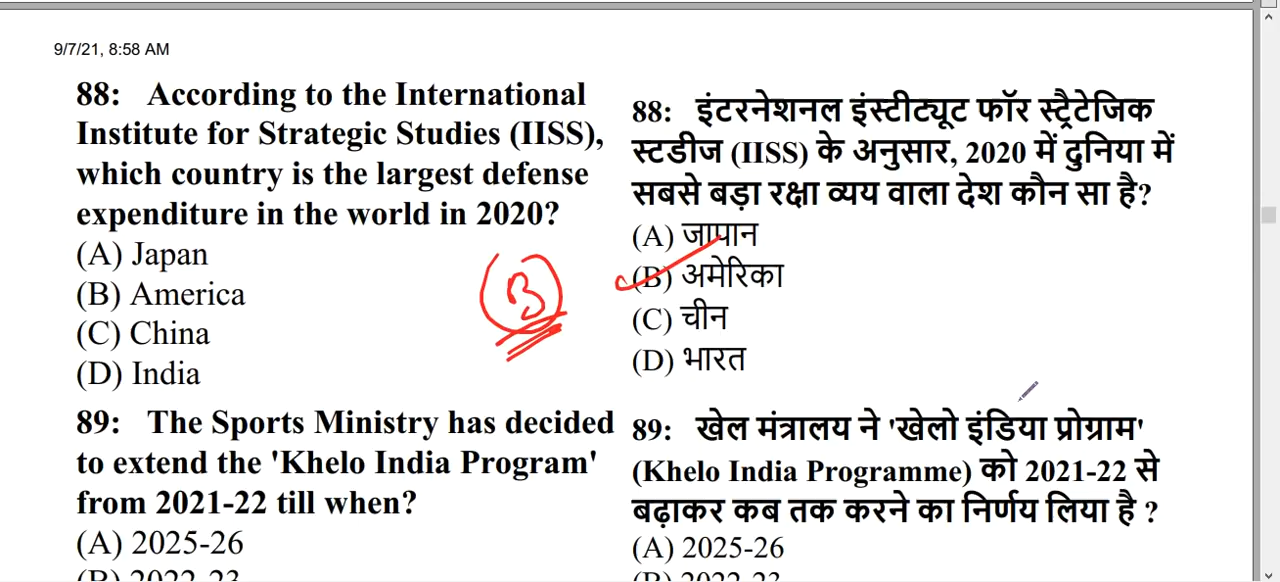 9/7/21, 8:58 AM
88: According to the International
Institute for Strategic Studies (IISS),
which country is the largest defense
expenditure in the world in 2020?
(A) Japan
(B) America
(C) China
(D) India
B
89: The Sports Ministry has decided
to extend the 'Khelo India Program'
from 2021-22 till when?
(A) 2025-26
(B) 2022-23
88: इंटरनेशनल इंस्टीट्यूट फॉर स्ट्रैटेजिक
स्टडीज (IISS) के अनुसार, 2020 में दुनिया में
सबसे बड़ा रक्षा व्यय वाला देश कौन सा है?
(A) जापान
(B) अमेरिका
(C) चीन
(D) भारत
89: खेल मंत्रालय ने 'खेलो इंडिया प्रोग्राम'
(Khelo India Programme) को 2021-22 से
बढ़ाकर कब तक करने का निर्णय लिया है ?
(A) 2025-26
(B) 2022-23